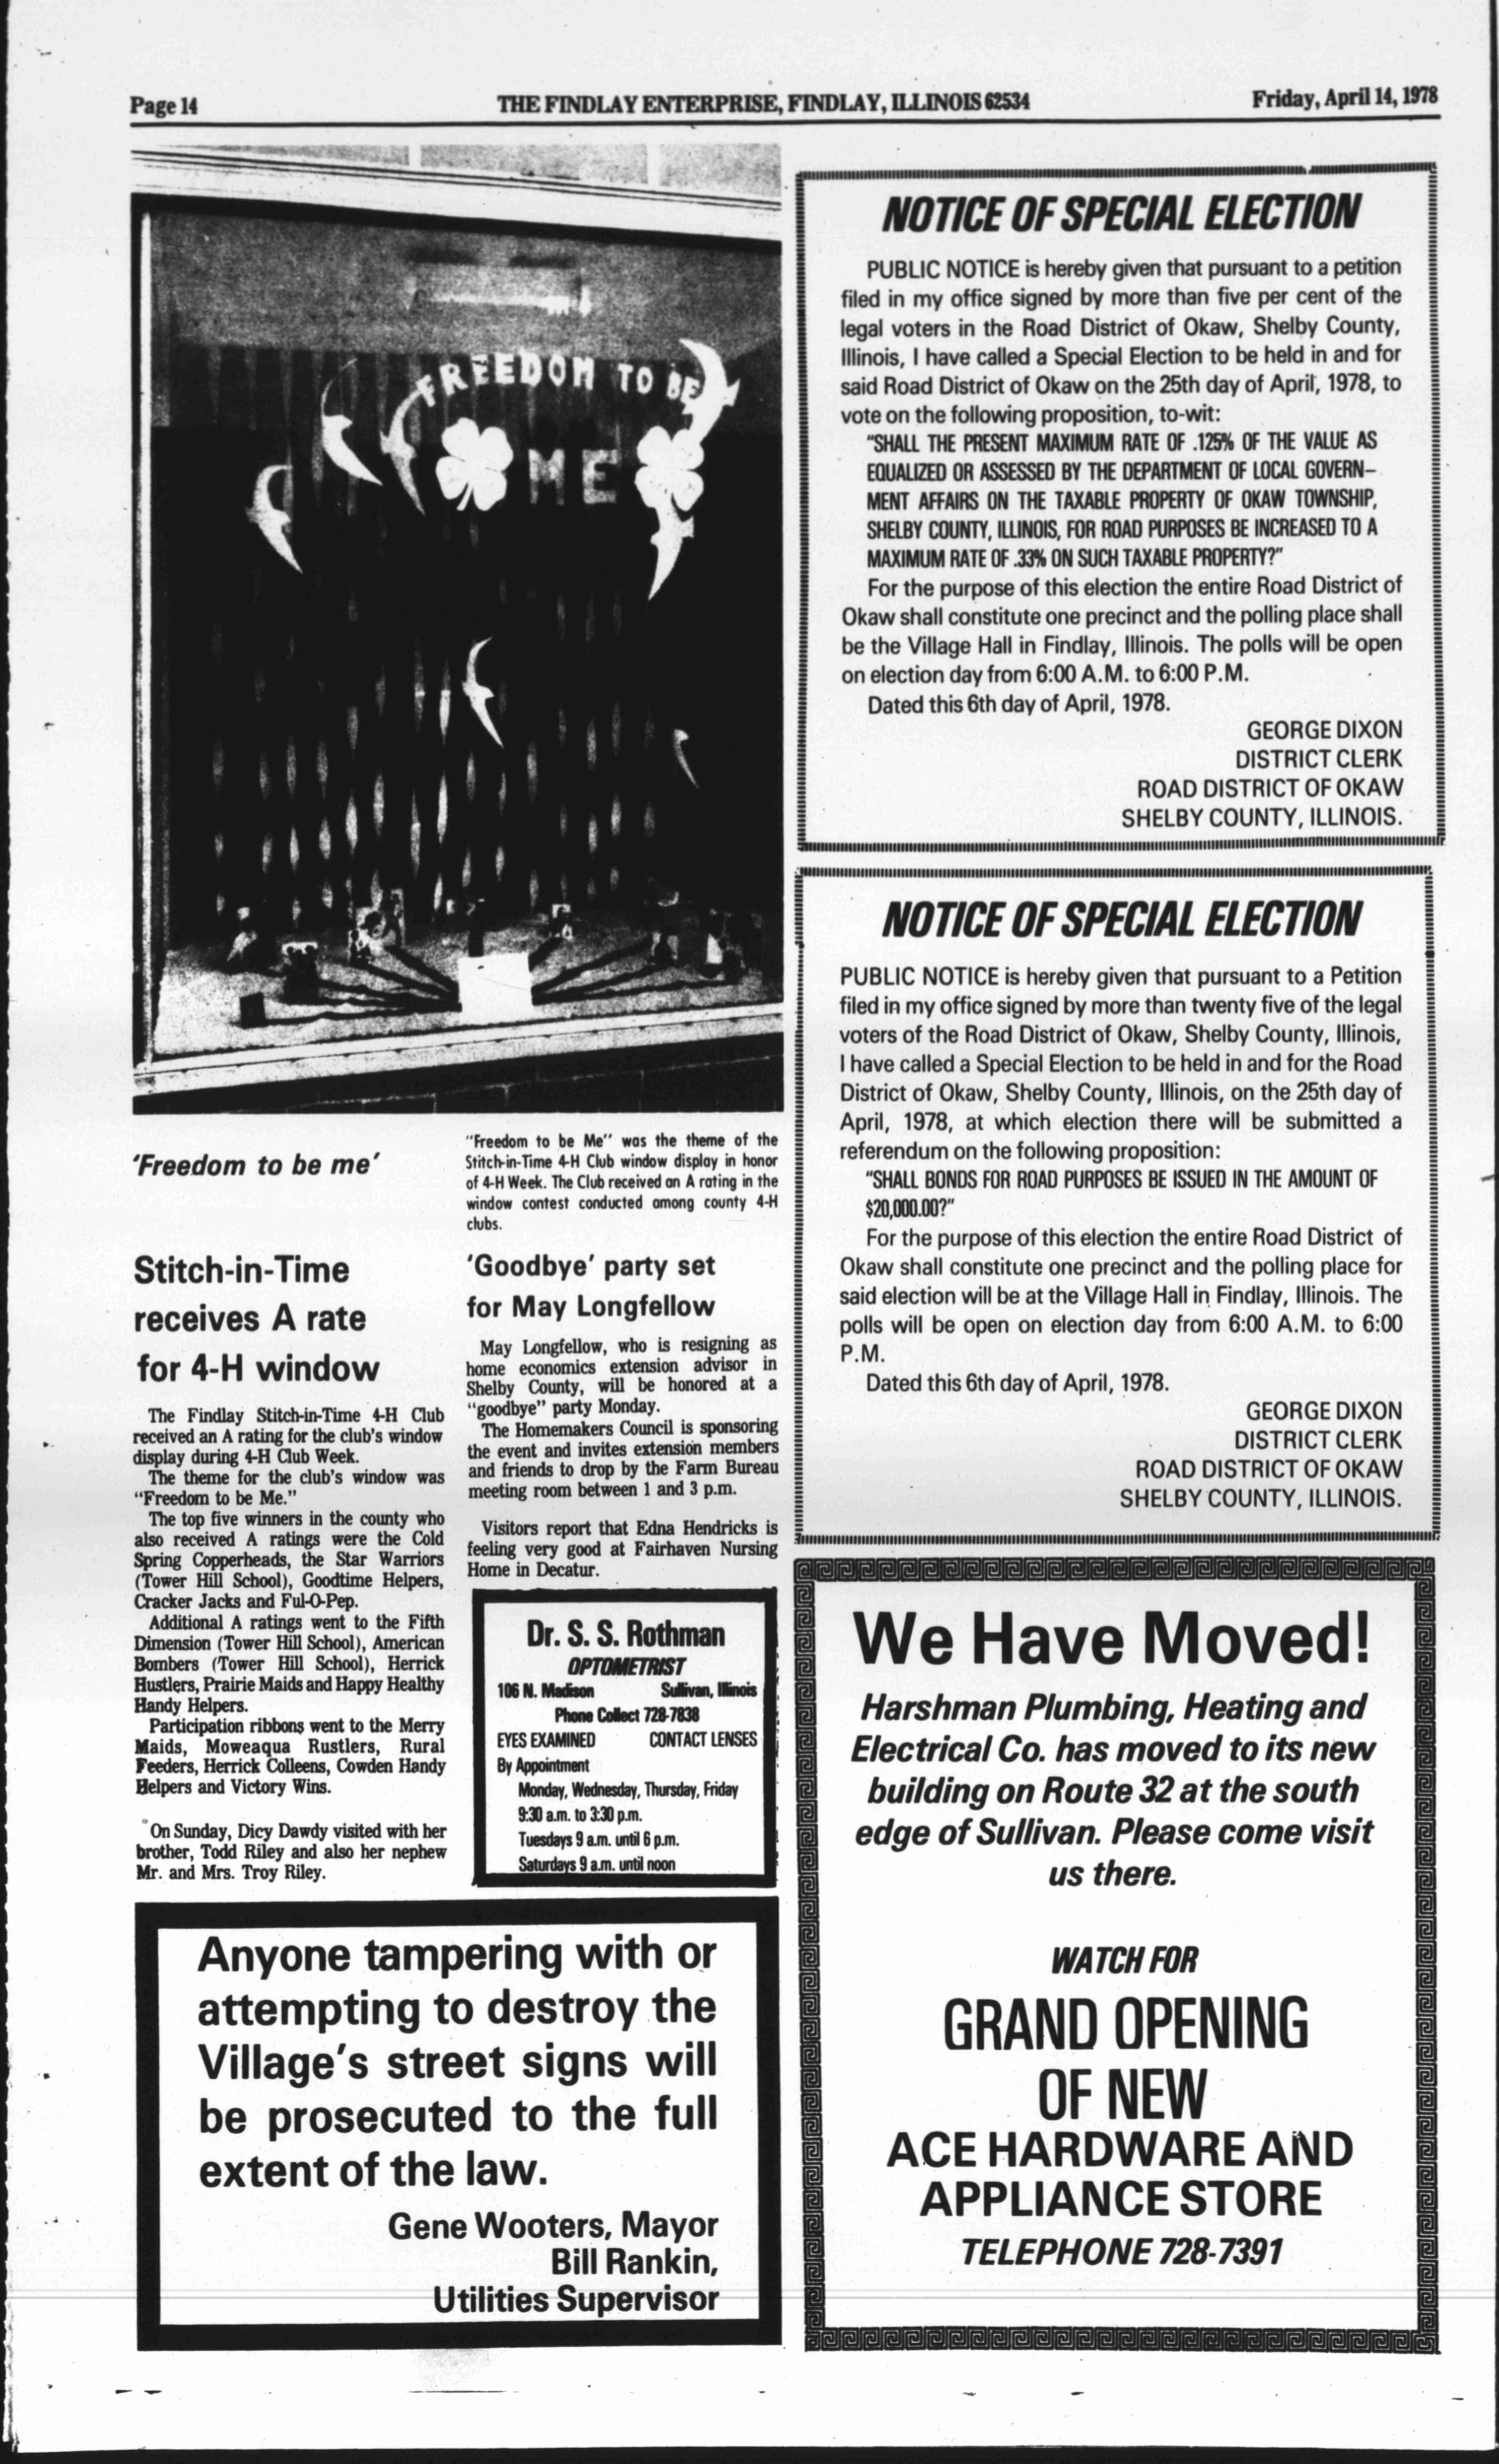 Page 14
THE FINDLAY ENTERPRISE, FINDLAY, ILLINOIS 62534
Friday, April 14, 1978
FREEDOM TO BE
ME
'Freedom to be me'
"Freedom to be Me" was the theme of the
Stitch-in-Time 4-H Club window display in honor
of 4-H Week. The Club received an A rating in the
window contest conducted among county 4-H
clubs.
Stitch-in-Time
receives A rate
for 4-H window
The Findlay Stitch-in-Time 4-H Club
received an A rating for the club's window
display during 4-H Club Week.
The theme for the club's window was
"Freedom to be Me."
The top five winners in the county who
also received A ratings were the Cold
Spring Copperheads, the Star Warriors
(Tower Hill School), Goodtime Helpers,
Cracker Jacks and Ful-O-Pep.
Additional A ratings went to the Fifth
Dimension (Tower Hill School), American
Bombers (Tower Hill School), Herrick
Hustlers, Prairie Maids and Happy Healthy
Handy Helpers.
Participation ribbons went to the Merry
Maids, Moweaqua Rustlers, Rural
Feeders, Herrick Colleens, Cowden Handy
Helpers and Victory Wins.
On Sunday, Dicy Dawdy visited with her
brother, Todd Riley and also her nephew
Mr. and Mrs. Troy Riley.
'Goodbye' party set
for May Longfellow
May Longfellow, who is resigning as
home economics extension advisor in
Shelby County, will be honored at a
"goodbye" party Monday.
The Homemakers Council is sponsoring
the event and invites extension members
and friends to drop by the Farm Bureau
meeting room between 1 and 3 p.m.
Visitors report that Edna Hendricks is
feeling very good at Fairhaven Nursing
Home in Decatur.
Dr. S. S. Rothman
OPTOMETRIST
106 N. Madison Sullivan, Illinois
Phone Collect 728-7838
EYES EXAMINED CONTACT LENSES
By Appointment
Monday, Wednesday, Thursday, Friday
9:30 a.m. to 3:30 p.m.
Tuesdays 9 a.m. until 6 p.m.
Saturdays 9 a.m. until noon
Anyone tampering with or
attempting to destroy the
Village's street signs will
be prosecuted to the full
extent of the law.
Gene Wooters, Mayor
Bill Rankin,
Utilities Supervisor
NOTICE OF SPECIAL ELECTION
PUBLIC NOTICE is hereby given that pursuant to a petition
filed in my office signed by more than five per cent of the
legal voters in the Road District of Okaw, Shelby County,
Illinois, I have called a Special Election to be held in and for
said Road District of Okaw on the 25th day of April, 1978, to
vote on the following proposition, to-wit:
"SHALL THE PRESENT MAXIMUM RATE OF .125% OF THE VALUE AS
EQUALIZED OR ASSESSED BY THE DEPARTMENT OF LOCAL GOVERN-
MENT AFFAIRS ON THE TAXABLE PROPERTY OF OKAW TOWNSHIP,
SHELBY COUNTY, ILLINOIS, FOR ROAD PURPOSES BE INCREASED TO A
MAXIMUM RATE OF .33% ON SUCH TAXABLE PROPERTY?"
For the purpose of this election the entire Road District of
Okaw shall constitute one precinct and the polling place shall
be the Village Hall in Findlay, Illinois. The polls will be open
on election day from 6:00 A.M. to 6:00 P.M.
Dated this 6th day of April, 1978.
GEORGE DIXON
DISTRICT CLERK
ROAD DISTRICT OF OKAW
SHELBY COUNTY, ILLINOIS.
NOTICE OF SPECIAL ELECTION
PUBLIC NOTICE is hereby given that pursuant to a Petition
filed in my office signed by more than twenty five of the legal
voters of the Road District of Okaw, Shelby County, Illinois,
I have called a Special Election to be held in and for the Road
District of Okaw, Shelby County, Illinois, on the 25th day of
April, 1978, at which election there will be submitted a
referendum on the following proposition:
"SHALL BONDS FOR ROAD PURPOSES BE ISSUED IN THE AMOUNT OF
$20,000.00?"
For the purpose of this election the entire Road District of
Okaw shall constitute one precinct and the polling place for
said election will be at the Village Hall in Findlay, Illinois. The
polls will be open on election day from 6:00 A.M. to 6:00
P.M.
Dated this 6th day of April, 1978.
GEORGE DIXON
DISTRICT CLERK
ROAD DISTRICT OF OKAW
SHELBY COUNTY, ILLINOIS.
We Have Moved!
Harshman Plumbing, Heating and
Electrical Co. has moved to its new
building on Route 32 at the south
edge of Sullivan. Please come visit
us there.
WATCH FOR
GRAND OPENING
OF NEW
ACE HARDWARE AND
APPLIANCE STORE
TELEPHONE 728-7391